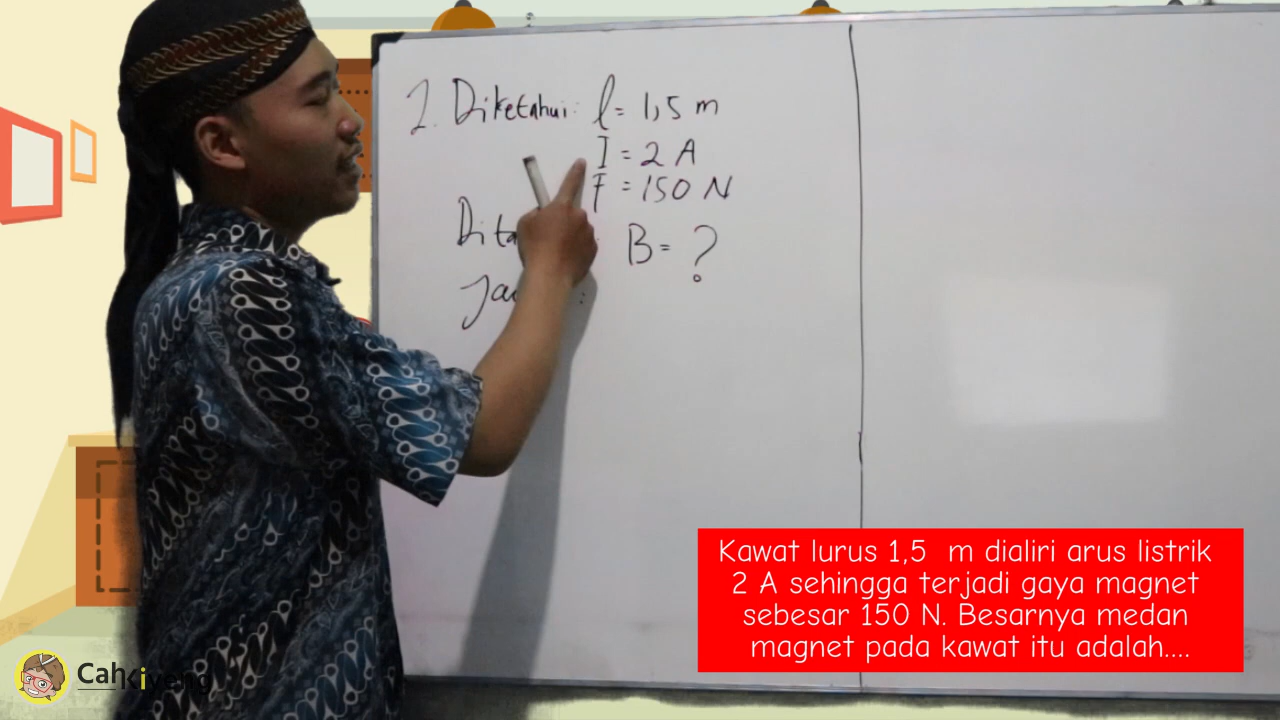 2. Diketahui: l = 1,5 m
I = 2 A
F = 150 N
B = ?
Kawat lurus 1,5 m dialiri arus listrik
2 A sehingga terjadi gaya magnet
sebesar 150 N. Besarnya medan
magnet pada kawat itu adalah....